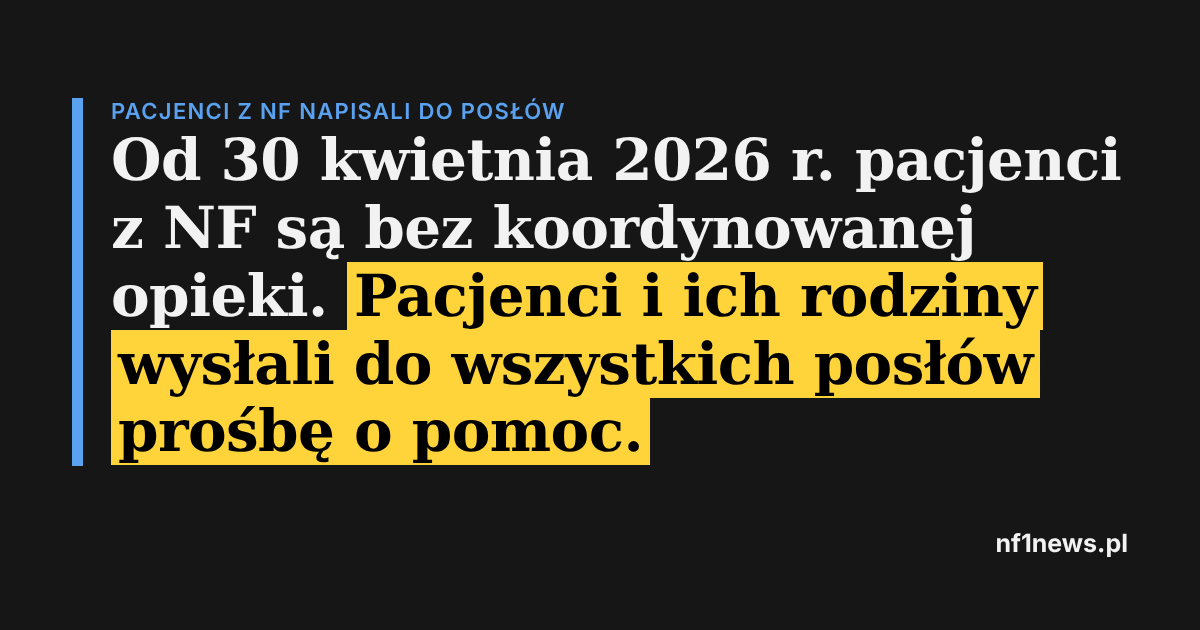 PACJENCI Z NF NAPISALI DO POSŁÓW
Od 30 kwietnia 2026 r. pacjenci
z NF są bez koordynowanej
opieki. Pacjenci i ich rodziny
wysłali do wszystkich posłów
prośbę o pomoc.
nf1news.pl